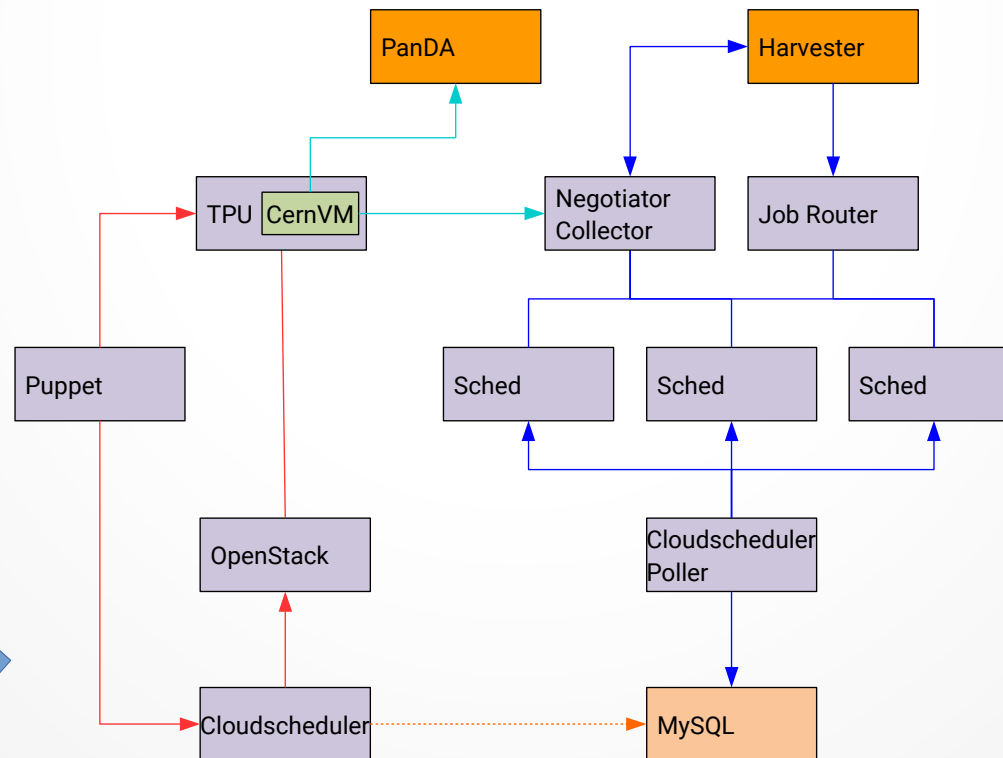 PanDA
Harvester
TPU
CernVM
Negotiator
Collector
Job Router
Puppet
Sched
Sched
Sched
OpenStack
Cloudscheduler
Poller
Cloudscheduler
MySQL